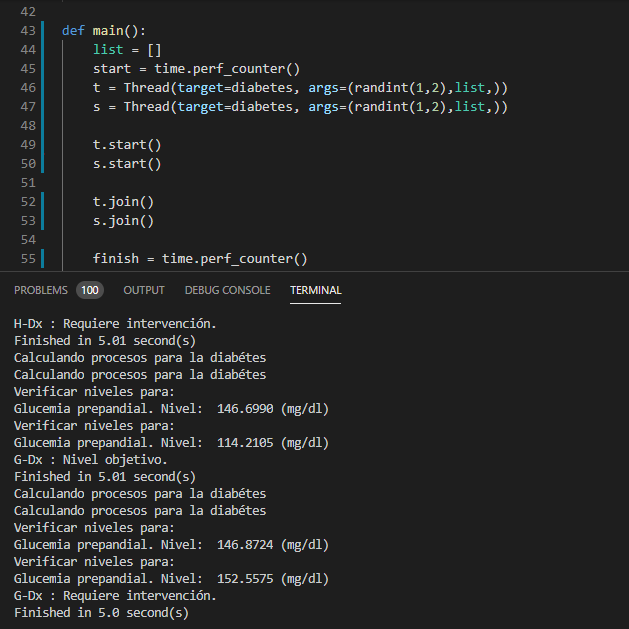 42
43 def main():
44     list = []
45     start = time.perf_counter()
46     t = Thread(target=diabetes, args=(randint(1,2),list,))
47     s = Thread(target=diabetes, args=(randint(1,2),list,))
48
49     t.start()
50     s.start()
51
52     t.join()
53     s.join()
54
55     finish = time.perf_counter()
PROBLEMS 100 OUTPUT DEBUG CONSOLE TERMINAL
H-Dx : Requiere intervención.
Finished in 5.01 second(s)
Calculando procesos para la diabétes
Calculando procesos para la diabétes
Verificar niveles para:
Glucemia prepandial. Nivel:  146.6990 (mg/dl)
Verificar niveles para:
Glucemia prepandial. Nivel:  114.2105 (mg/dl)
G-Dx : Nivel objetivo.
Finished in 5.01 second(s)
Calculando procesos para la diabétes
Calculando procesos para la diabétes
Verificar niveles para:
Glucemia prepandial. Nivel:  146.8724 (mg/dl)
Verificar niveles para:
Glucemia prepandial. Nivel:  152.5575 (mg/dl)
G-Dx : Requiere intervención.
Finished in 5.0 second(s)